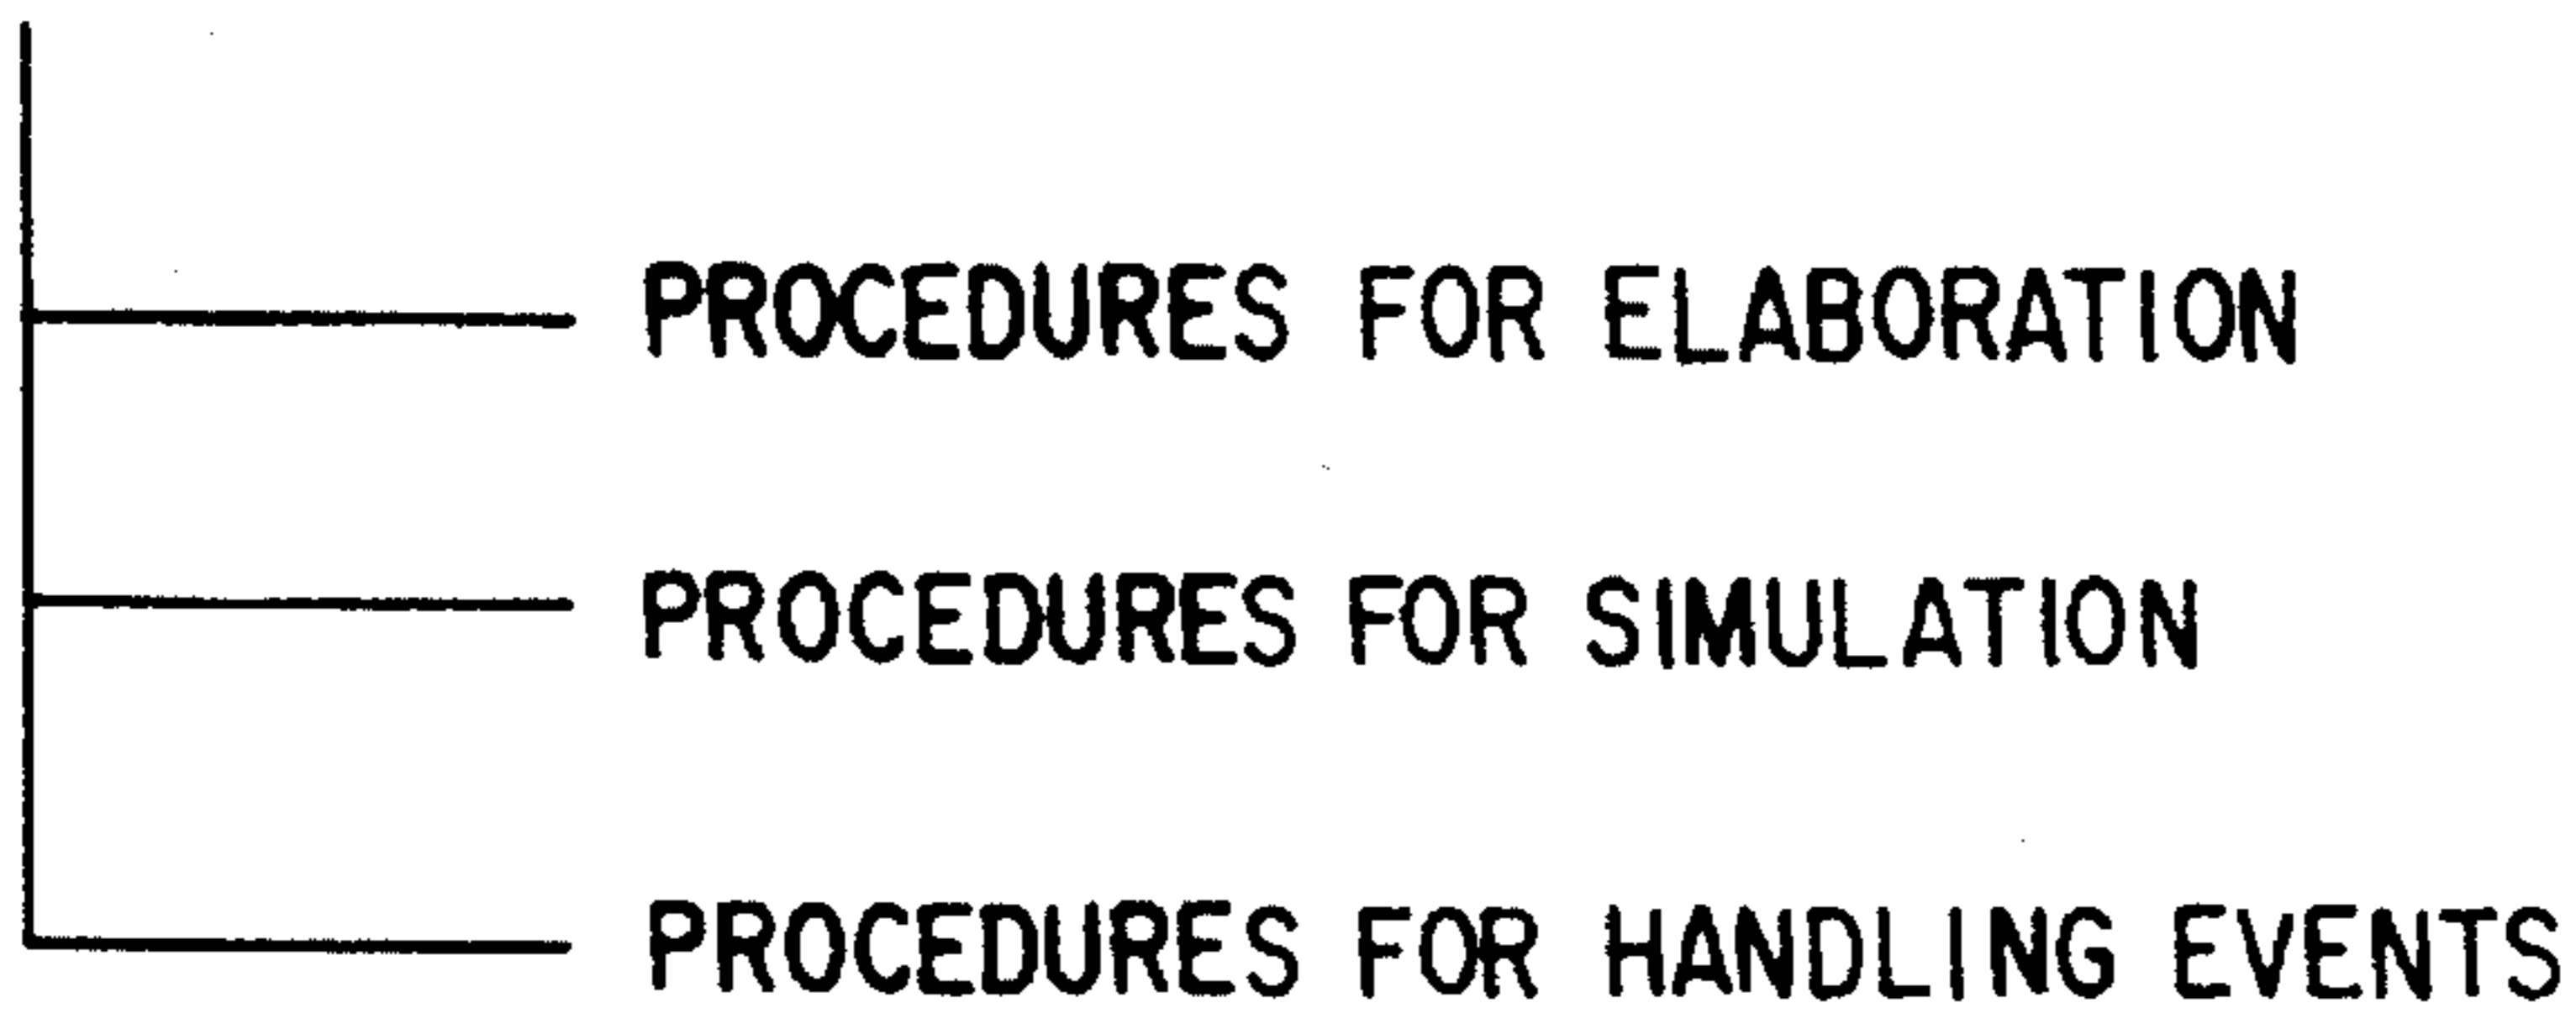 PROCEDURES FOR ELABORATION
PROCEDURES FOR SIMULATION
PROCEDURES FOR HANDLING EVENTS